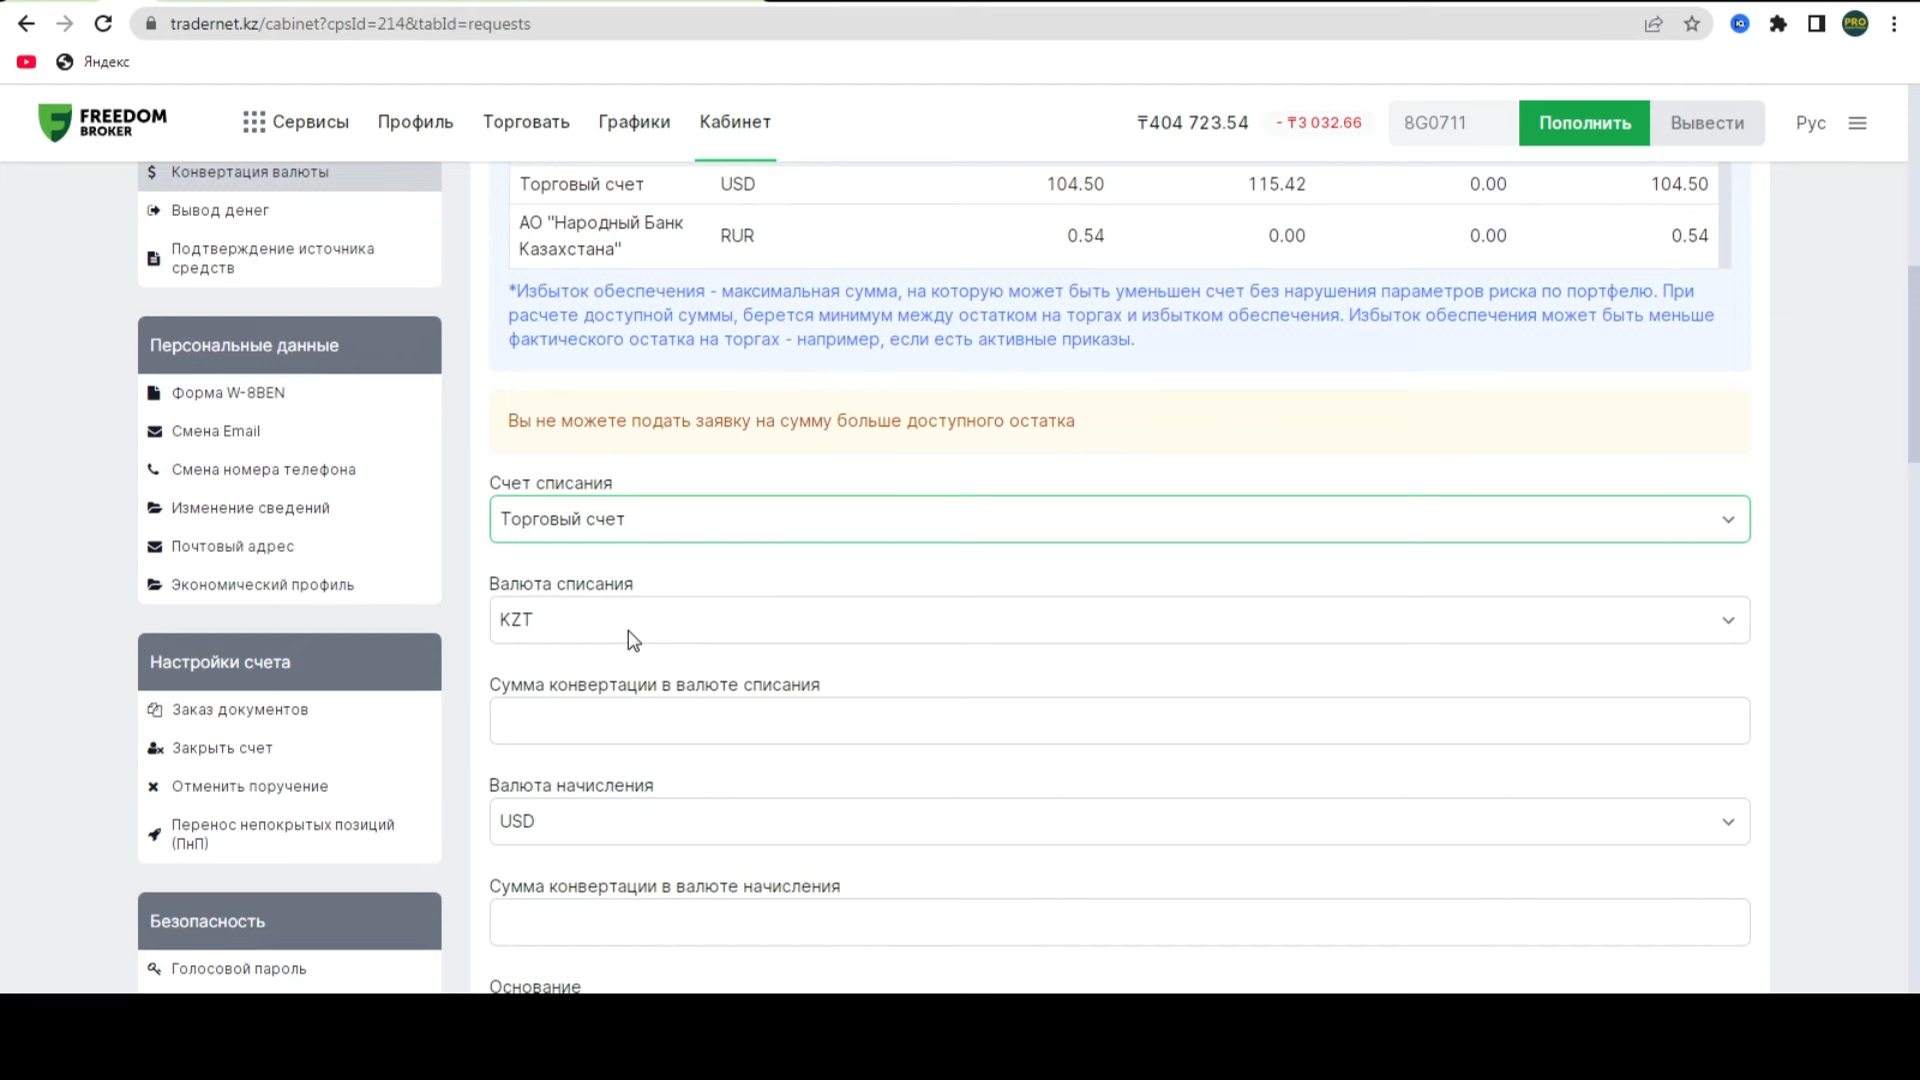 tradernet.kz/cabinet?cpsId=214&tabId=requests
PRO
Яндекс
FREEDOM
BROKER
Сервисы
Профиль
Торговать
Графики
Кабинет
₸404 723.54
- ₸3 032.66
8G0711
Пополнить
Вывести
Рус
$ Конвертация валюты
Вывод денег
Подтверждение источника
средств
Персональные данные
Форма W-8BEN
Смена Email
Смена номера телефона
Изменение сведений
Почтовый адрес
Экономический профиль
Настройки счета
Заказ документов
Закрыть счет
Отменить поручение
Перенос непокрытых позиций
(ПнП)
Безопасность
Голосовой пароль
Торговый счет USD 104.50 115.42 0.00 104.50
АО "Народный Банк
Казахстана" RUR 0.54 0.00 0.00 0.54
*Избыток обеспечения - максимальная сумма, на которую может быть уменьшен счет без нарушения параметров риска по портфелю. При
расчете доступной суммы, берется минимум между остатком на торгах и избытком обеспечения. Избыток обеспечения может быть меньше
фактического остатка на торгах - например, если есть активные приказы.
Вы не можете подать заявку на сумму больше доступного остатка
Счет списания
Торговый счет
Валюта списания
KZT
Сумма конвертации в валюте списания
Валюта начисления
USD
Сумма конвертации в валюте начисления
Основание